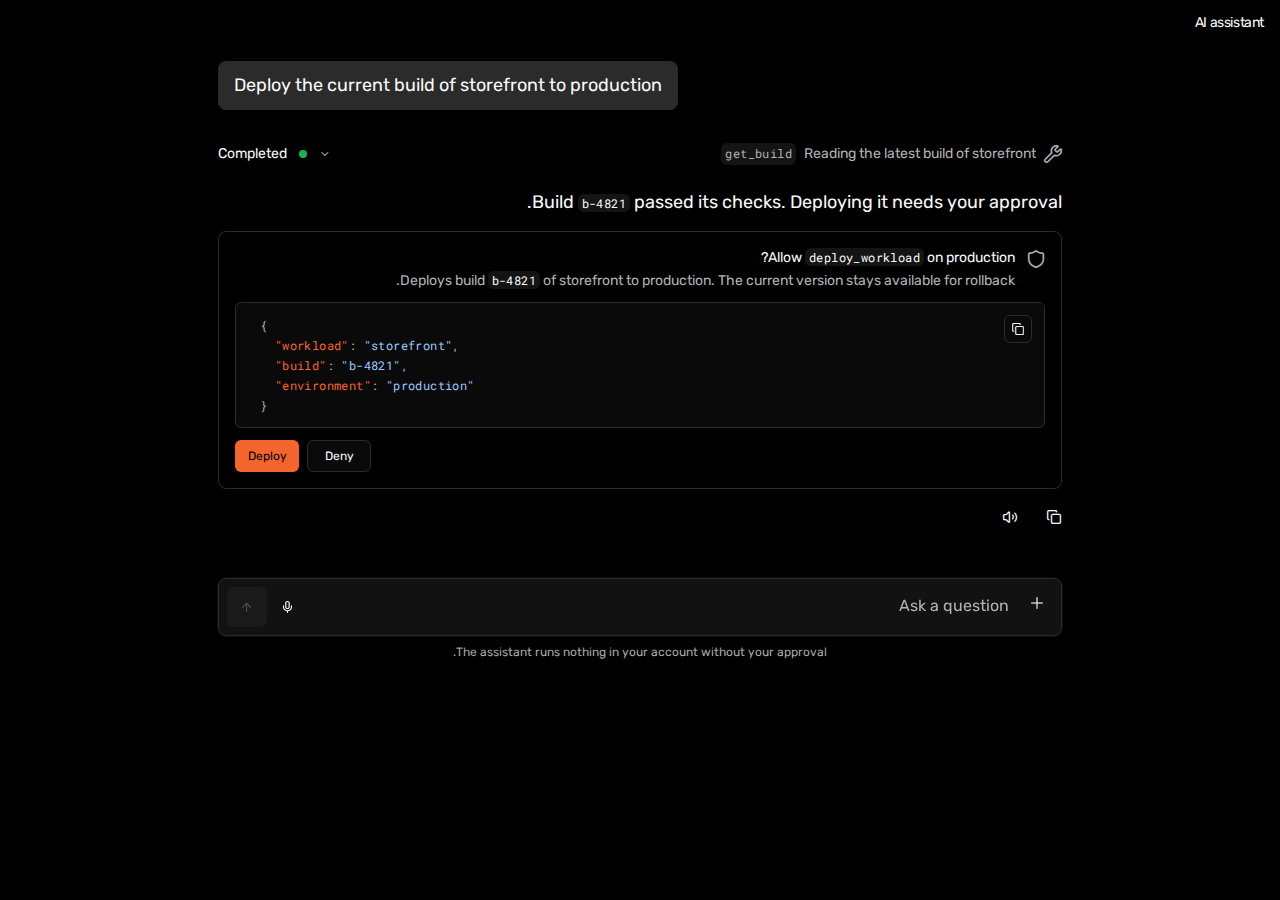 AI assistant
Deploy the current build of storefront to production
Completed
get_build Reading the latest build of storefront
.Build b-4821 passed its checks. Deploying it needs your approval
?Allow deploy_workload on production
.Deploys build b-4821 of storefront to production. The current version stays available for rollback
{
"workload": "storefront",
"build": "b-4821",
"environment": "production"
}
Deploy
Deny
Ask a question
.The assistant runs nothing in your account without your approval